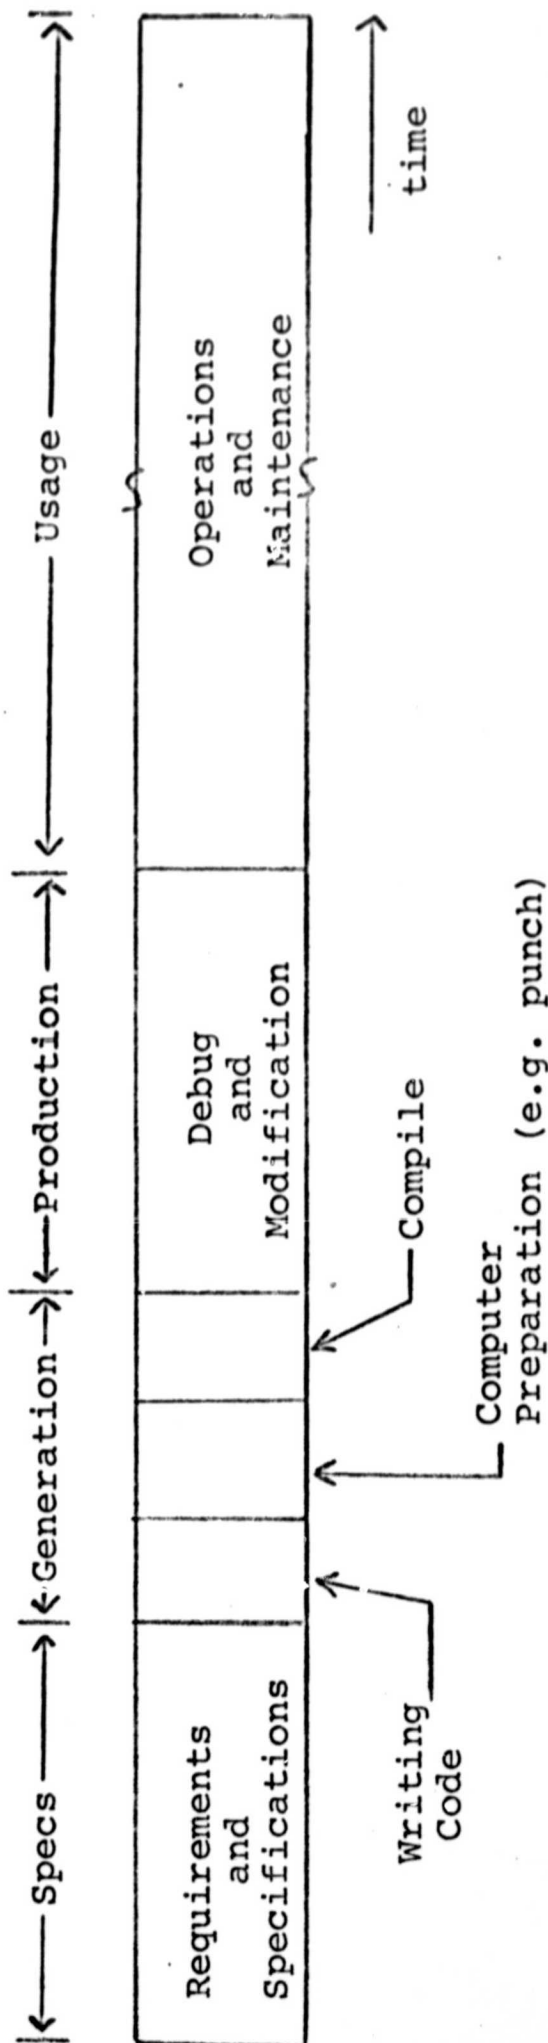 Specs
Generation
Production
Usage
Requirements
and
Specifications
Debug
and
Modification
Operations
and
Maintenance
Writing
Code
Computer
Preparation (e.g. punch)
Compile
time